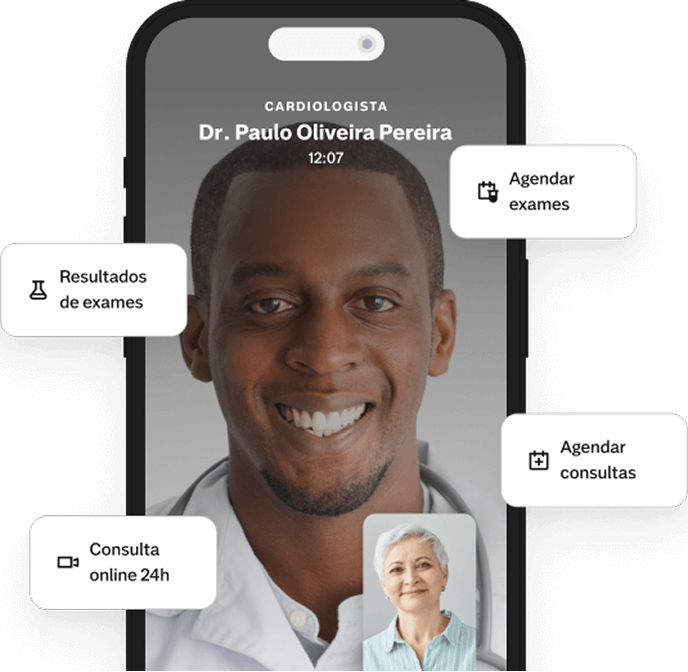 CARDIOLOGISTA
Dr. Paulo Oliveira Pereira
12:07
Agendar
exames
Resultados
de exames
Agendar
consultas
Consulta
online 24h